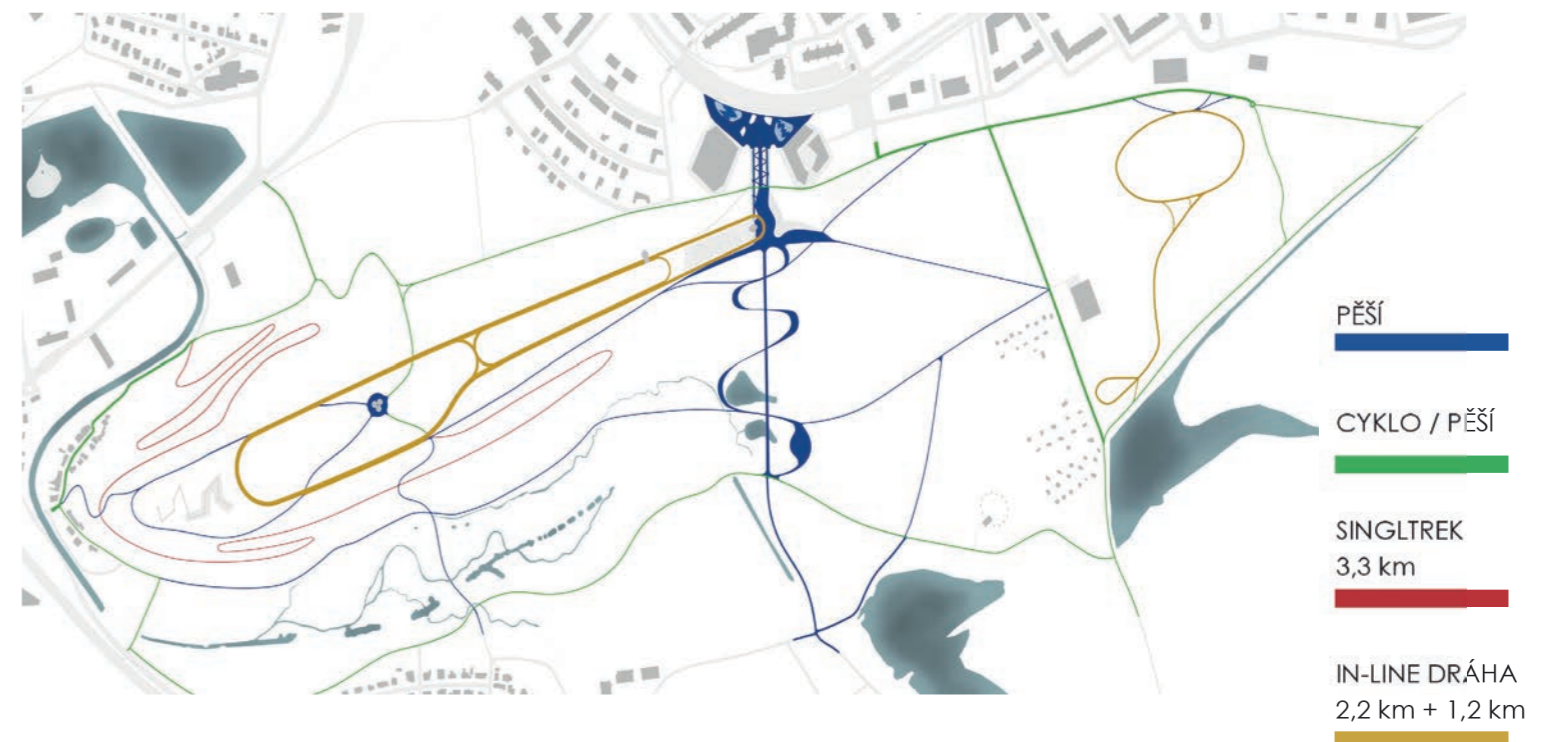 PĚŠÍ
CYKLO / PĚŠÍ
SINGLTREK
3,3 km
IN-LINE DRÁHA
2,2 km + 1,2 km